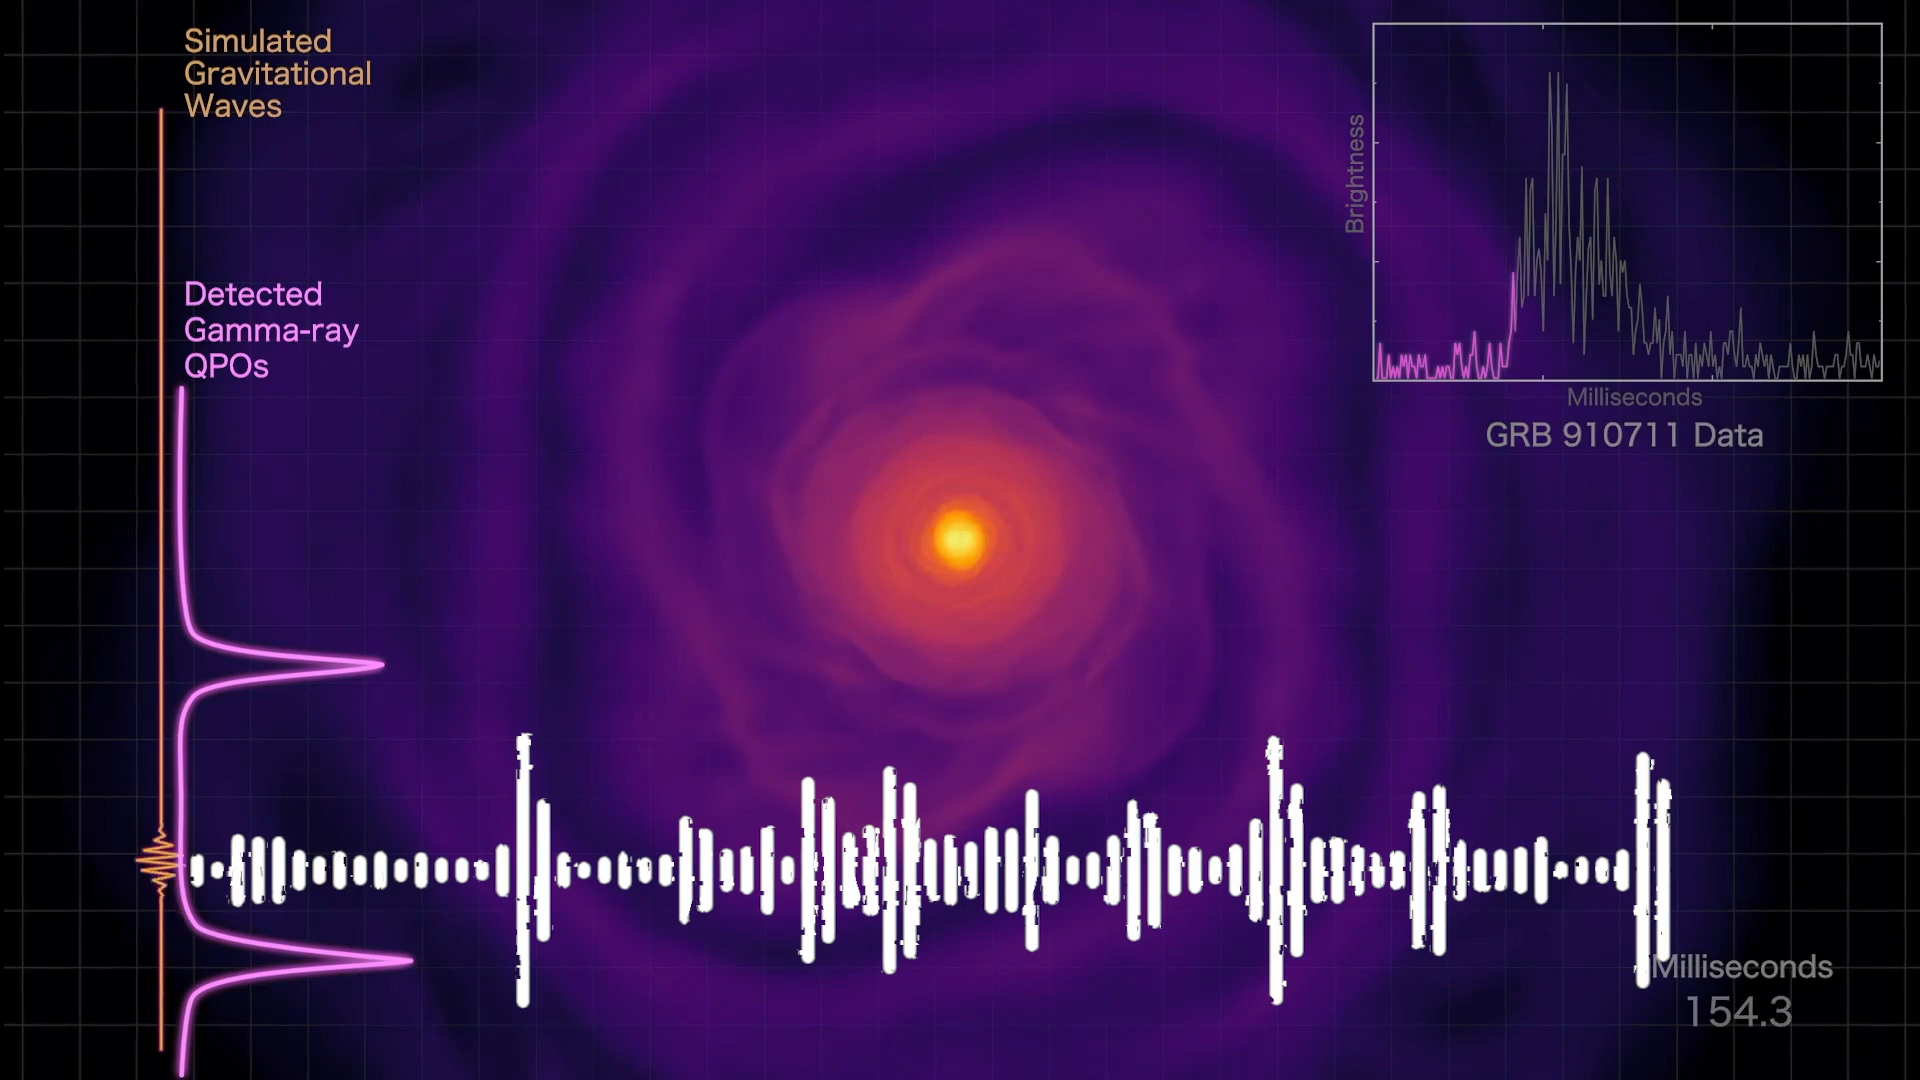 Simulated
Gravitational
Waves
Detected
Gamma-ray
QPOs
Brightness
Milliseconds
GRB 910711 Data
Milliseconds
154.3